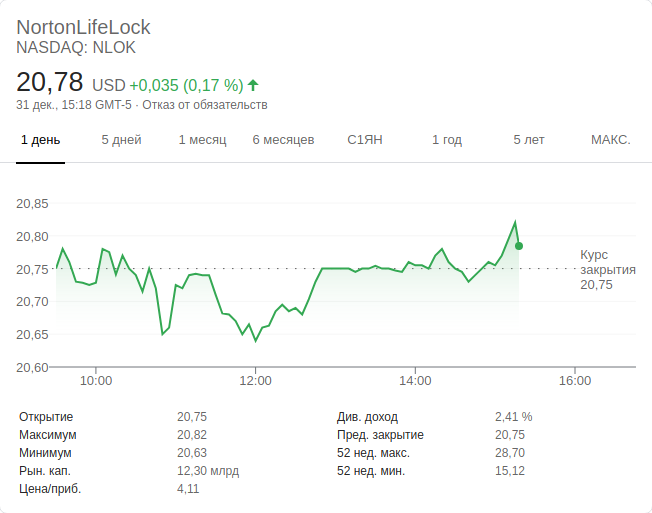 NortonLifeLock
NASDAQ: NLOK
20,78 USD +0,035 (0,17 %)
31 дек., 15:18 GMT-5 · Отказ от обязательств
1 день 5 дней 1 месяц 6 месяцев С1ЯН 1 год 5 лет МАКС.
20,85
20,80
20,75
20,70
20,65
20,60
Курс
закрытия
20,75
10:00 12:00 14:00 16:00
Открытие 20,75 Див. доход 2,41 %
Максимум 20,82 Пред. закрытие 20,75
Минимум 20,63 52 нед. макс. 28,70
Рын. кап. 12,30 млрд 52 нед. мин. 15,12
Цена/приб. 4,11